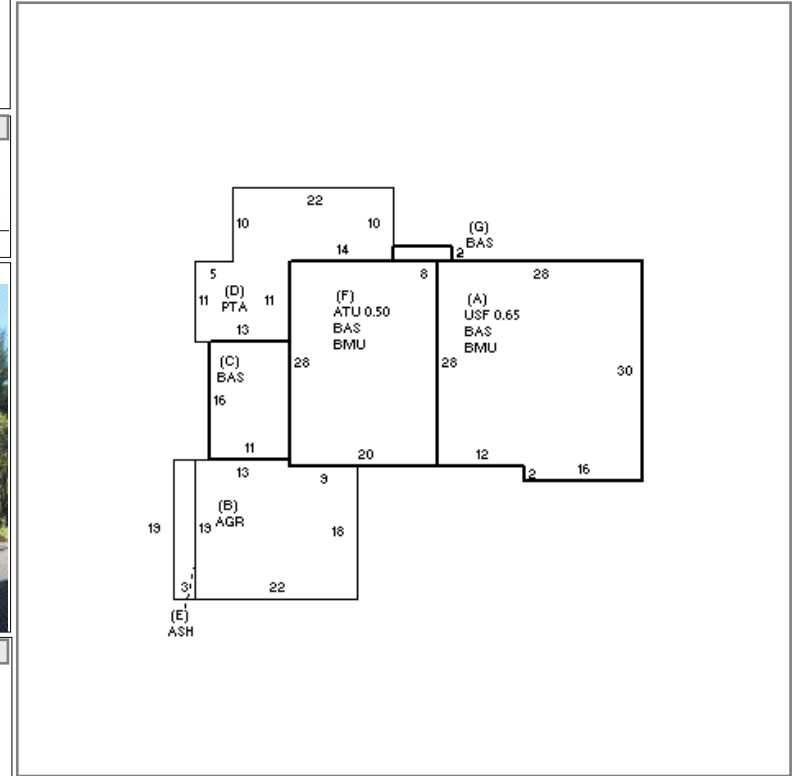 22
10
10
(G)
BAS
14
2
5
8
28
(D)
PTA
11
11
(F)
ATU 0.50
BAS
BMU
(A)
USF 0.65
BAS
BMU
13
(C)
BAS
28
28
30
16
11
20
12
13
9
2
16
(B)
AGR
19
19
18
3
22
(E)
ASH